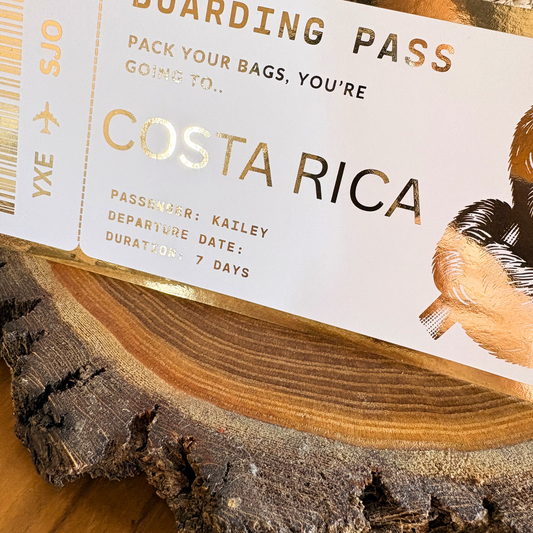 BOARDING PASS
PACK YOUR BAGS, YOU'RE
GOING TO..
COSTA RICA
PASSENGER: KAILEY
DEPARTURE DATE:
DURATION: 7 DAYS
YXE SJO